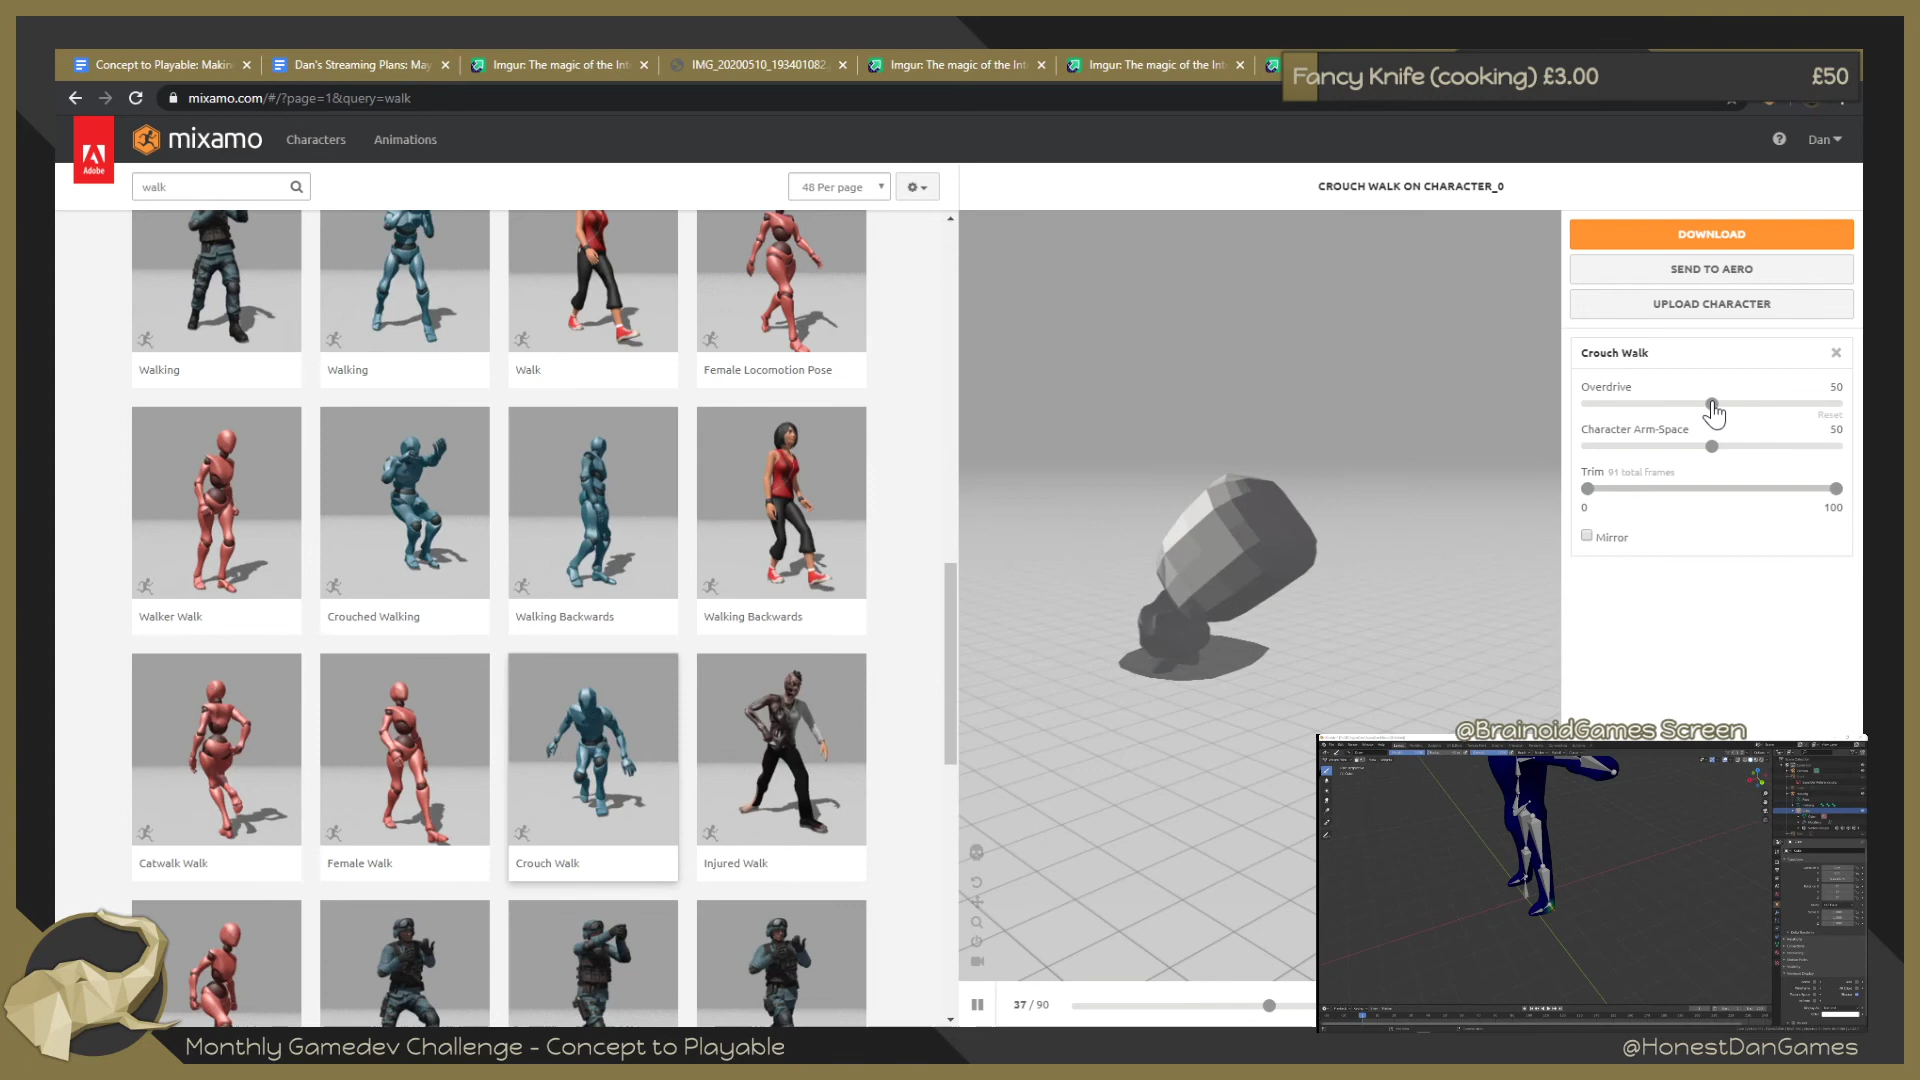 Concept to Playable: Makin
Dan's Streaming Plans: May
Imgur: The magic of the Int
IMG_20200510_193401082
Imgur: The magic of the Int
Imgur: The magic of the Int
Fancy Knife (cooking) £3.00 £50
mixamo.com/#/?page=1&query=walk
Adobe
mixamo
Characters
Animations
Dan
walk
48 Per page
CROUCH WALK ON CHARACTER_0
DOWNLOAD
SEND TO AERO
UPLOAD CHARACTER
Crouch Walk
Overdrive 50
Reset
Character Arm-Space 50
Trim 91 total frames
0 100
Mirror
Walking
Walking
Walk
Female Locomotion Pose
Walker Walk
Crouched Walking
Walking Backwards
Walking Backwards
Catwalk Walk
Female Walk
Crouch Walk
Injured Walk
37 / 90
@BrainoidGames Screen
Monthly Gamedev Challenge - Concept to Playable
@HonestDanGames